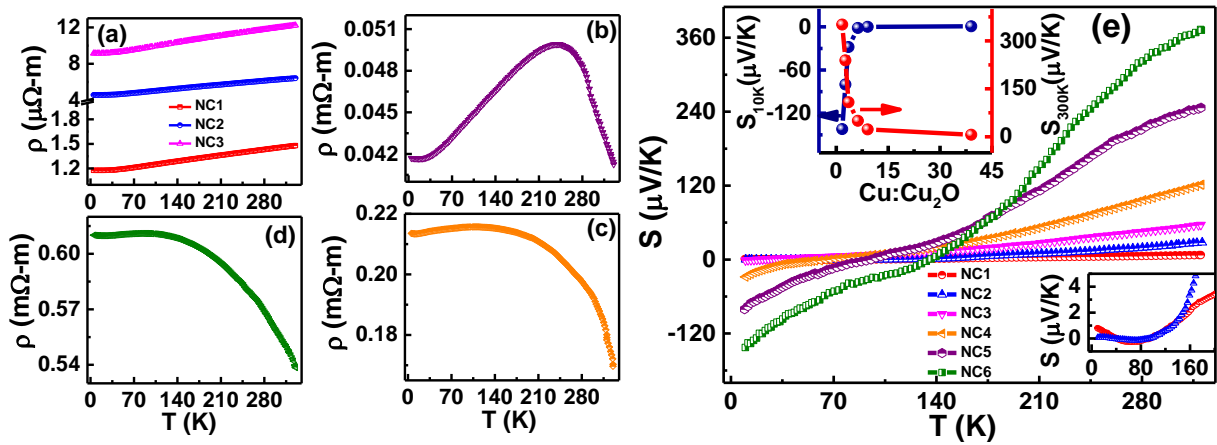 (a)
12
8
4
1.5
1.2
ρ (μΩ-m)
NC1
NC2
NC3
0 70 140 210 280
(b)
0.051
0.048
0.045
0.042
ρ (mΩ-m)
0 70 140 210 280
(d)
0.60
0.57
0.54
ρ (mΩ-m)
0 70 140 210 280
T (K)
(c)
0.22
0.20
0.18
ρ (mΩ-m)
0 70 140 210 280
T (K)
(e)
360
240
120
0
-120
S (μV/K)
0 70 140 210 280
T (K)
NC1
NC2
NC3
NC4
NC5
NC6
0
-60
-120
S10K(μV/K)
300
150
0
S300K(μV/K)
0 15 30 45
Cu:Cu2O
4
2
0
S (μV/K)
0 80 160